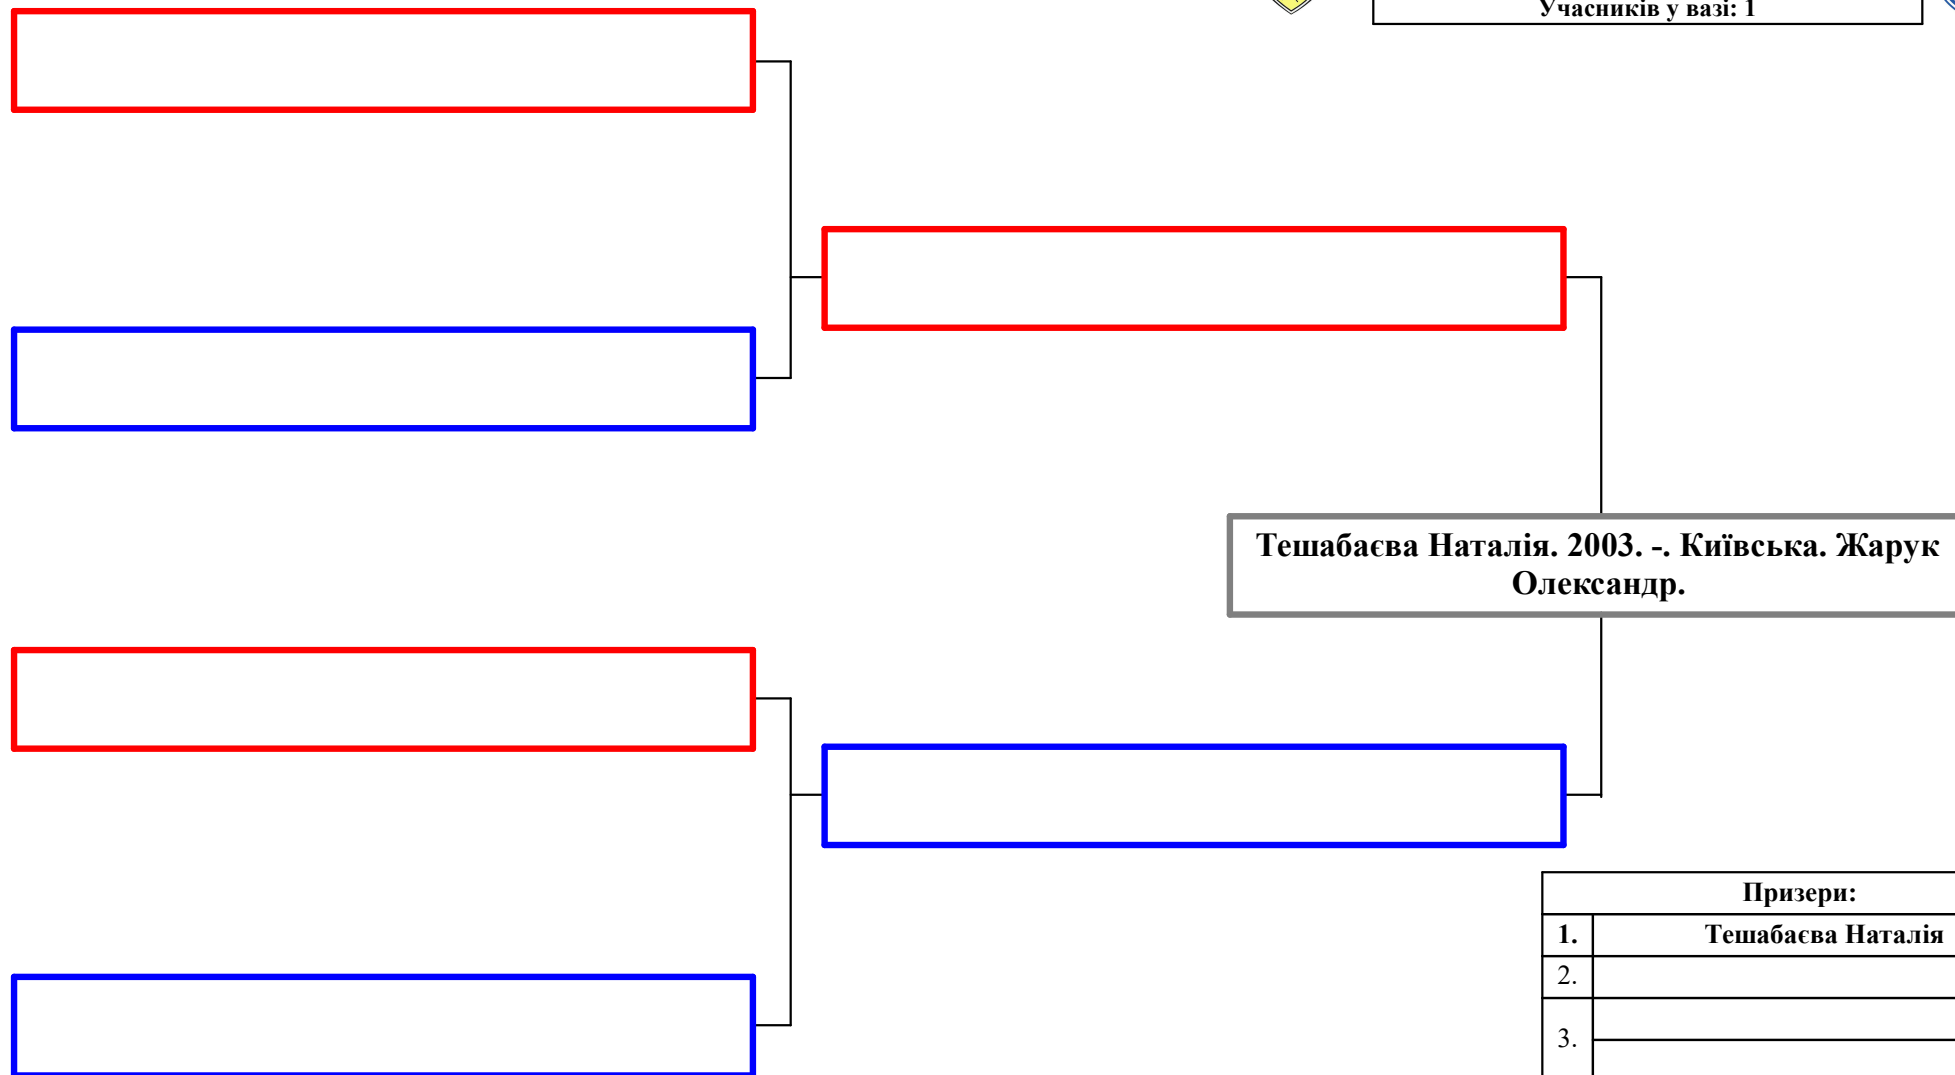 Учасників у вазі: 1
Тешабаєва Наталія. 2003. -. Київська. Жарук
Олександр.
Призери:
1. Тешабаєва Наталія
2.
3.